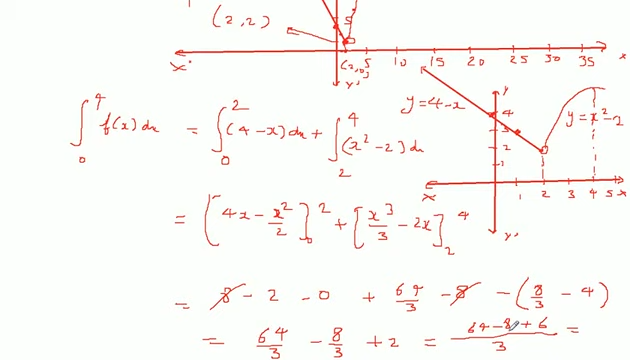 5
(2,2)
X' (2,0) 5 10 15 20 25 30 35 x
Y'
y
y = 4-x 4 y = x² - 2
3
2
1
X 1 2 3 4 5 X
Y'
∫₀⁴ f(x)dx = ∫₀² (4-x)dx + ∫₂⁴ (x²-2)dx
= [4x - x²/2]₀² + [x³/3 - 2x]₂⁴
= 8 - 2 - 0 + 64/3 - 8 - (8/3 - 4)
= 64/3 - 8/3 + 2 = (64-8+6)/3 =